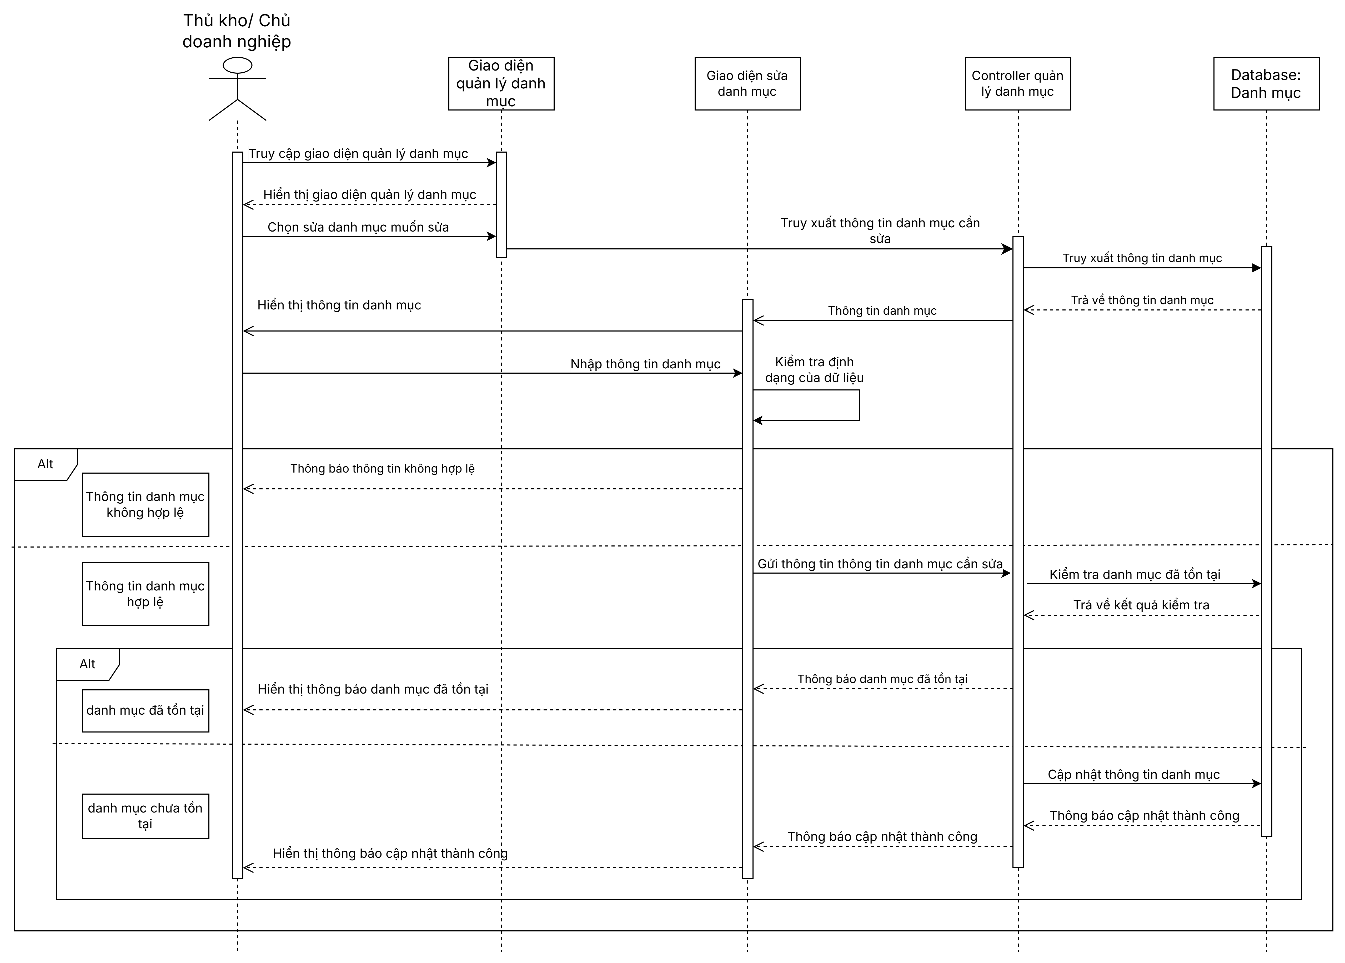 Thủ kho/ Chủ
doanh nghiệp
Giao diện
quản lý danh
mục
Giao diện sửa
danh mục
Controller quản
lý danh mục
Database:
Danh mục
Truy cập giao diện quản lý danh mục
Hiển thị giao diện quản lý danh mục
Chọn sửa danh mục muốn sửa
Truy xuất thông tin danh mục cần
sửa
Truy xuất thông tin danh mục
Trả về thông tin danh mục
Thông tin danh mục
Hiển thị thông tin danh mục
Nhập thông tin danh mục
Kiểm tra định
dạng của dữ liệu
Alt
Thông báo thông tin không hợp lệ
Thông tin danh mục
không hợp lệ
Thông tin danh mục
hợp lệ
Gửi thông tin thông tin danh mục cần sửa
Kiểm tra danh mục đã tồn tại
Trả về kết quả kiểm tra
Alt
Thông báo danh mục đã tồn tại
Hiển thị thông báo danh mục đã tồn tại
danh mục đã tồn tại
Cập nhật thông tin danh mục
danh mục chưa tồn
tại
Thông báo cập nhật thành công
Thông báo cập nhật thành công
Hiển thị thông báo cập nhật thành công